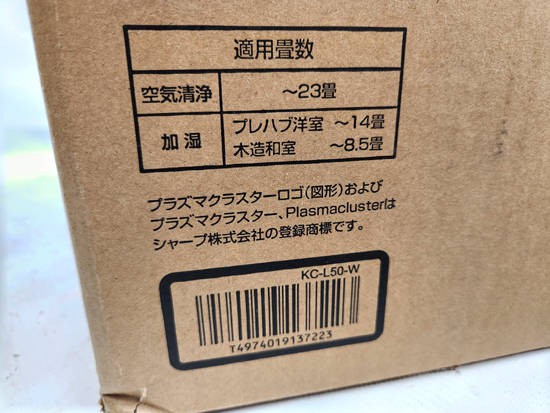 適用畳数
空気清浄 ～23畳
加湿 プレハブ洋室 ～14畳
木造和室 ～8.5畳
プラズマクラスターロゴ(図形)および
プラズマクラスター、Plasmaclusterは
シャープ株式会社の登録商標です。
KC-L50-W
T4974019137223